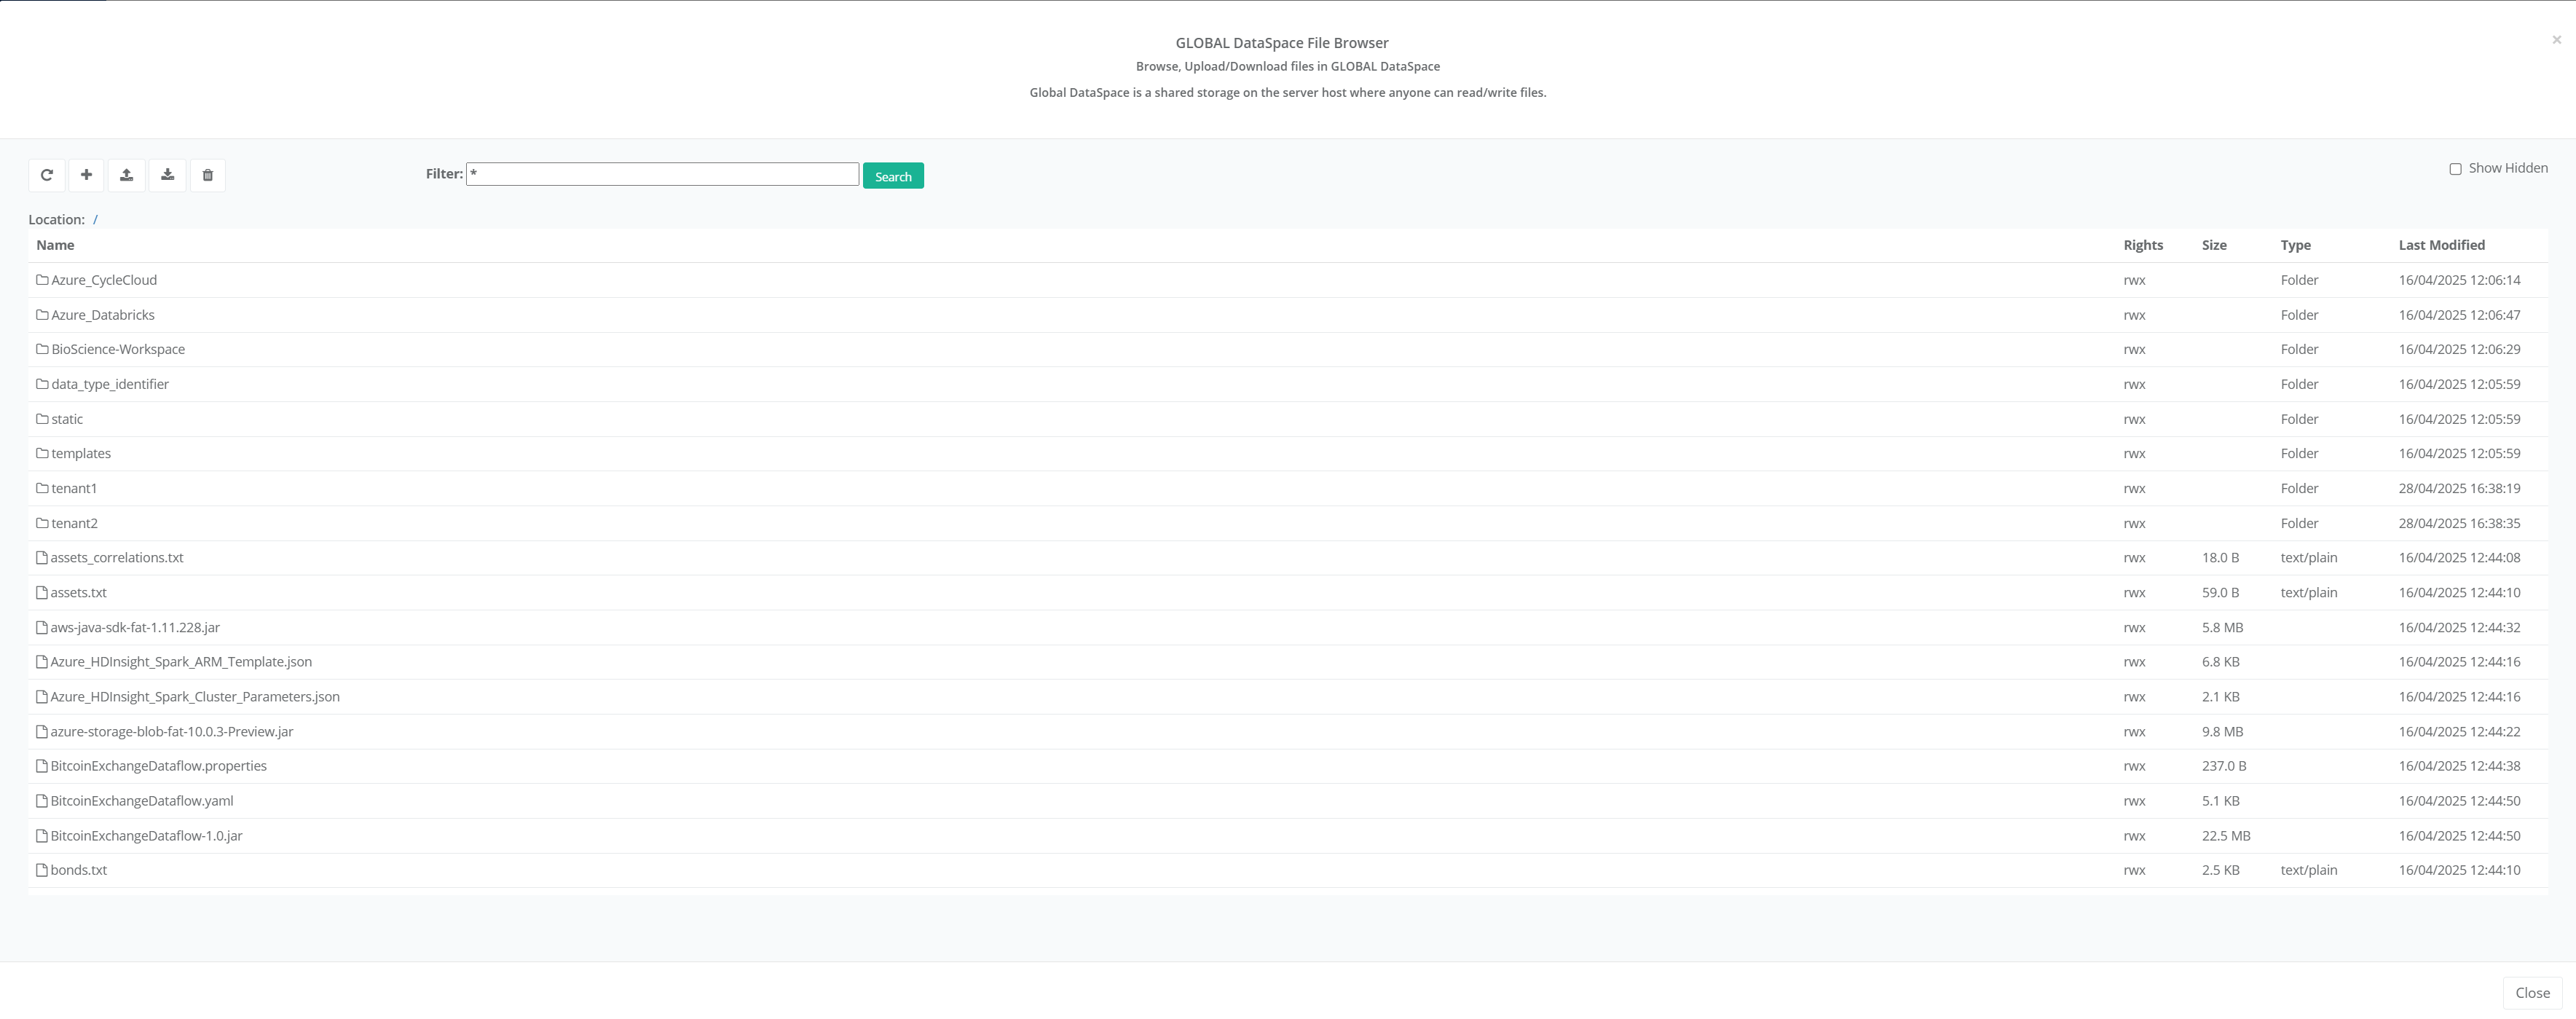 GLOBAL DataSpace File Browser
×
Browse, Upload/Download files in GLOBAL DataSpace
Global DataSpace is a shared storage on the server host where anyone can read/write files.
Filter: * Search Show Hidden
Location: /
Name Rights Size Type Last Modified
Azure_CycleCloud rwx Folder 16/04/2025 12:06:14
Azure_Databricks rwx Folder 16/04/2025 12:06:47
BioScience-Workspace rwx Folder 16/04/2025 12:06:29
data_type_identifier rwx Folder 16/04/2025 12:05:59
static rwx Folder 16/04/2025 12:05:59
templates rwx Folder 16/04/2025 12:05:59
tenant1 rwx Folder 28/04/2025 16:38:19
tenant2 rwx Folder 28/04/2025 16:38:35
assets_correlations.txt rwx 18.0 B text/plain 16/04/2025 12:44:08
assets.txt rwx 59.0 B text/plain 16/04/2025 12:44:10
aws-java-sdk-fat-1.11.228.jar rwx 5.8 MB 16/04/2025 12:44:32
Azure_HDInsight_Spark_ARM_Template.json rwx 6.8 KB 16/04/2025 12:44:16
Azure_HDInsight_Spark_Cluster_Parameters.json rwx 2.1 KB 16/04/2025 12:44:16
azure-storage-blob-fat-10.0.3-Preview.jar rwx 9.8 MB 16/04/2025 12:44:22
BitcoinExchangeDataflow.properties rwx 237.0 B 16/04/2025 12:44:38
BitcoinExchangeDataflow.yaml rwx 5.1 KB 16/04/2025 12:44:50
BitcoinExchangeDataflow-1.0.jar rwx 22.5 MB 16/04/2025 12:44:50
bonds.txt rwx 2.5 KB text/plain 16/04/2025 12:44:10
Close